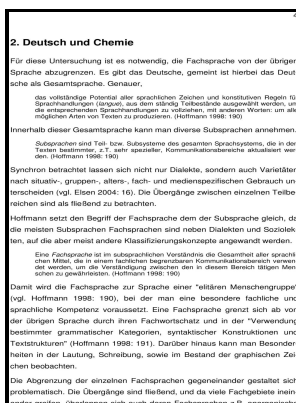 2. Deutsch und Chemie
Für diese Untersuchung ist es notwendig, die Fachsprache von der übrigen
Sprache abzugrenzen. Es gibt das Deutsche, gemeint ist hierbei das Deut
sche als Gesamtsprache. Genauer,
das vollständige Potential aller sprachlichen Zeichen und konstitutiven Regeln fü
Sprachhandlungen (langue), aus dem ständig Teilbestände ausgewählt werden, um
die entsprechenden Sprachhandlungen zu vollziehen, mit anderen Worten: um alle
möglichen Arten von Texten zu produzieren. (Hoffmann 1998: 190)
Innerhalb dieser Gesamtsprache kann man diverse Subsprachen annehmen.
Subsprachen sind Teil- bzw. Subsysteme des gesamten Sprachsystems, die in den
Texten bestimmter, z.T. sehr spezieller, Kommunikationsbereiche aktualisiert wer
den. (Hoffmann 1998: 190)
Synchron betrachtet lassen sich nicht nur Dialekte, sondern auch Varietäten
nach situativ-, gruppen-, alters-, fach- und medienspezifischen Gebrauch un
terscheiden (vgl. Elsen 2004: 16). Die Übergänge zwischen einzelnen Teilbe
reichen sind als fließend zu betrachten.
Hoffmann setzt den Begriff der Fachsprache dem der Subsprache gleich, da
die meisten Subsprachen Fachsprachen sind neben Dialekten und Soziolek
ten, auf die aber meist andere Klassifizierungskonzepte angewandt werden.
Eine Fachsprache ist im subsprachlichen Verständnis die Gesamtheit aller sprachli
chen Mittel, die in einem fachlichen begrenzbaren Kommunikationsbereich verwen
det werden, um die Verständigung zwischen den in diesem Bereich tätigen Men
schen zu gewährleisten. (Hoffmann 1998: 190)
Damit wird die Fachsprache zur Sprache einer "elitären Menschengruppe"
(vgl. Hoffmann 1998: 190), bei der man eine besondere fachliche und
sprachliche Kompetenz voraussetzt. Eine Fachsprache grenzt sich ab von
der übrigen Sprache durch ihren Fachwortschatz und in der "Verwendung
bestimmter grammatischer Kategorien, syntaktischer Konstruktionen und
Textstrukturen" (Hoffmann 1998: 191). Darüber hinaus kann man Besonder
heiten in der Lautung, Schreibung, sowie im Bestand der graphischen Zei
chen beobachten.
Die Abgrenzung der einzelnen Fachsprachen gegeneinander gestaltet sich
problematisch. Die Übergänge sind fließend, und da viele Fachgebiete inein